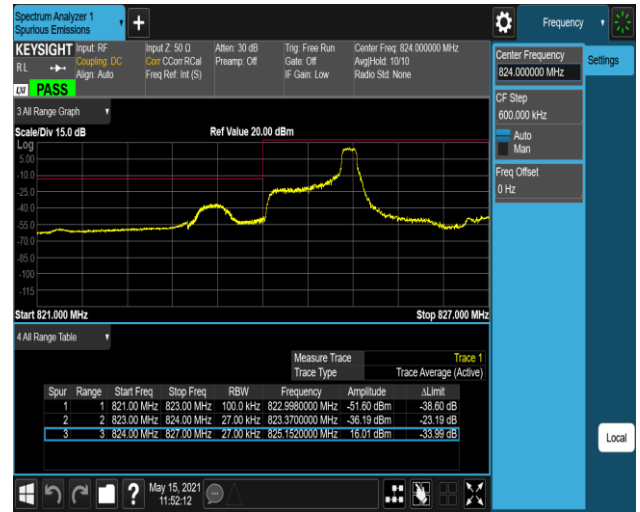 Spectrum Analyzer 1
Spurious Emissions
Frequency
KEYSIGHT Input: RF Input Z: 50 Ω Atten: 30 dB Trig: Free Run Center Freq: 824.000000 MHz
RL Coupling: DC Corr CCorr RCal Preamp: Off Gate: Off Avg|Hold: 10/10
Align: Auto Freq Ref: Int (S) IF Gain: Low Radio Std: None
LXI PASS
Center Frequency
824.000000 MHz
Settings
CF Step
600.000 kHz
Auto
Man
Freq Offset
0 Hz
3 All Range Graph
Scale/Div 15.0 dB Ref Value 20.00 dBm
Log
5.00
-10.0
-25.0
-40.0
-55.0
-70.0
-85.0
-100
-115
Start 821.000 MHz Stop 827.000 MHz
4 All Range Table
Measure Trace Trace 1
Trace Type Trace Average (Active)
Spur Range Start Freq Stop Freq RBW Frequency Amplitude ΔLimit
1 1 821.00 MHz 823.00 MHz 100.0 kHz 822.9980000 MHz -51.60 dBm -38.60 dB
2 2 823.00 MHz 824.00 MHz 27.00 kHz 823.3700000 MHz -36.19 dBm -23.19 dB
3 3 824.00 MHz 827.00 MHz 27.00 kHz 825.1520000 MHz 16.01 dBm -33.99 dB
Local
May 15, 2021
11:52:12